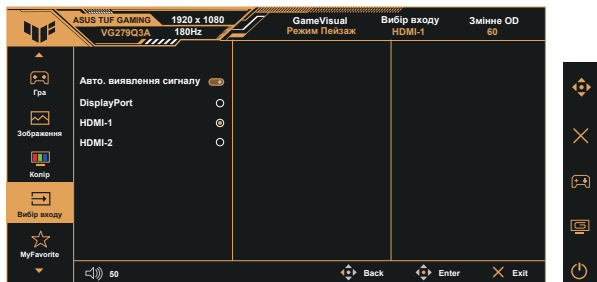 ASUS TUF GAMING 1920 x 1080
VG279Q3A 180Hz
GameVisual
Режим Пейзаж
Вибір входу
HDMI-1
Змінне OD
60
Гра
Зображення
Колір
Вибір входу
MyFavorite
Авто. виявлення сигналу
DisplayPort
HDMI-1
HDMI-2
50
Back
Enter
Exit